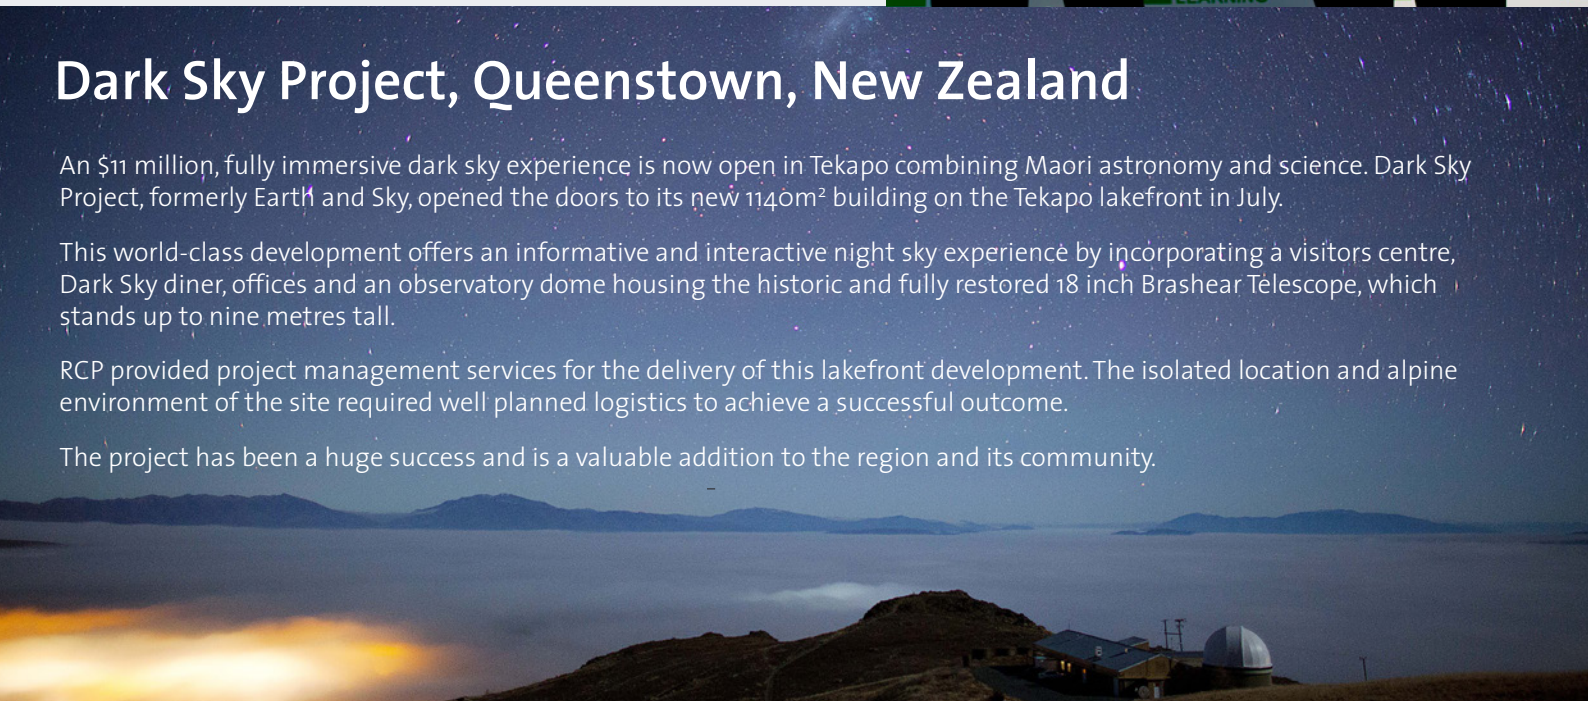 LEARNING
Dark Sky Project, Queenstown, New Zealand
An $11 million, fully immersive dark sky experience is now open in Tekapo combining Maori astronomy and science. Dark Sky
Project, formerly Earth and Sky, opened the doors to its new 1140m² building on the Tekapo lakefront in July.
This world-class development offers an informative and interactive night sky experience by incorporating a visitors centre,
Dark Sky diner, offices and an observatory dome housing the historic and fully restored 18 inch Brashear Telescope, which
stands up to nine metres tall.
RCP provided project management services for the delivery of this lakefront development. The isolated location and alpine
environment of the site required well planned logistics to achieve a successful outcome.
The project has been a huge success and is a valuable addition to the region and its community.